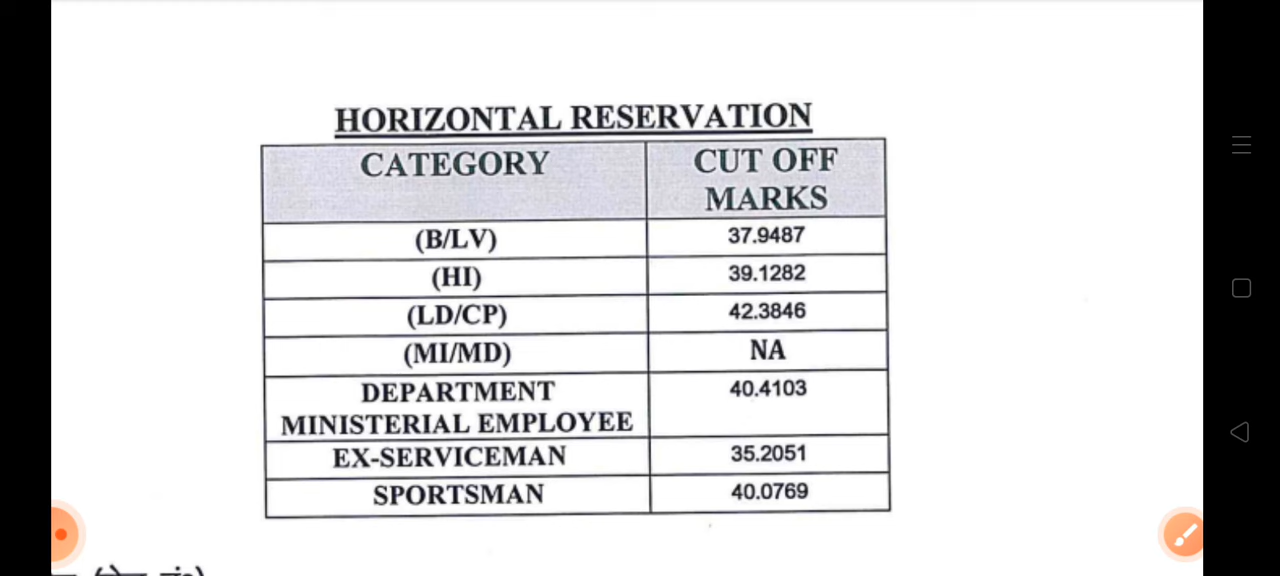 HORIZONTAL RESERVATION
CATEGORY CUT OFF
MARKS
(B/LV) 37.9487
(HI) 39.1282
(LD/CP) 42.3846
(MI/MD) NA
DEPARTMENT 40.4103
MINISTERIAL EMPLOYEE
EX-SERVICEMAN 35.2051
SPORTSMAN 40.0769